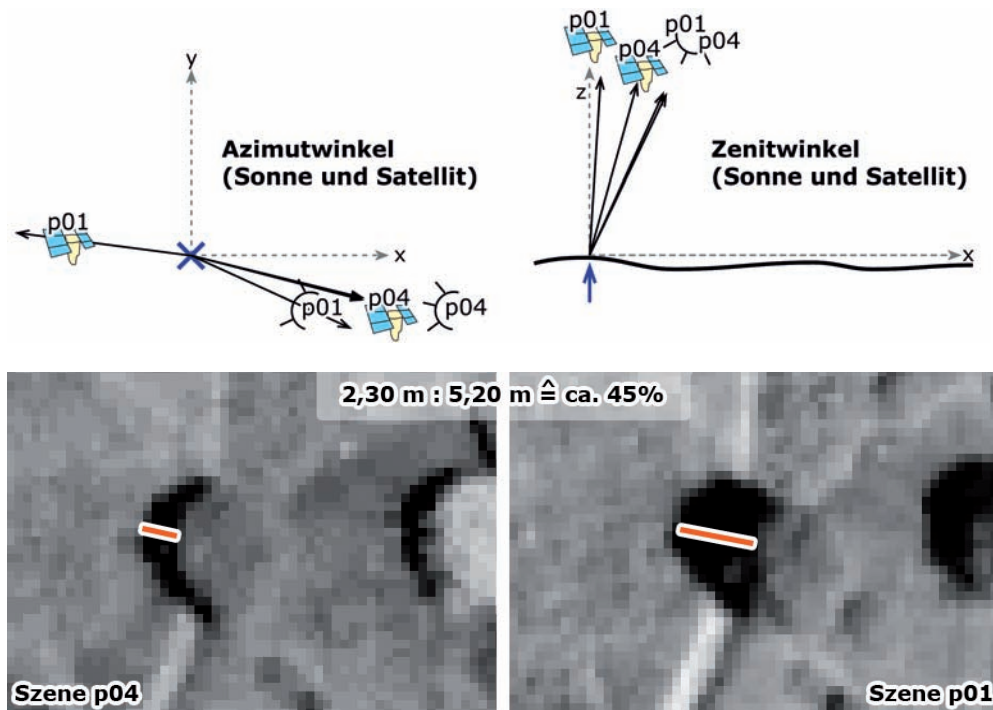 y
Azimutwinkel
(Sonne und Satellit)
p01
x
p01
p04
p04
p01
p04
p01
p04
z
Zenitwinkel
(Sonne und Satellit)
x
2,30 m : 5,20 m ≙ ca. 45%
Szene p04
Szene p01